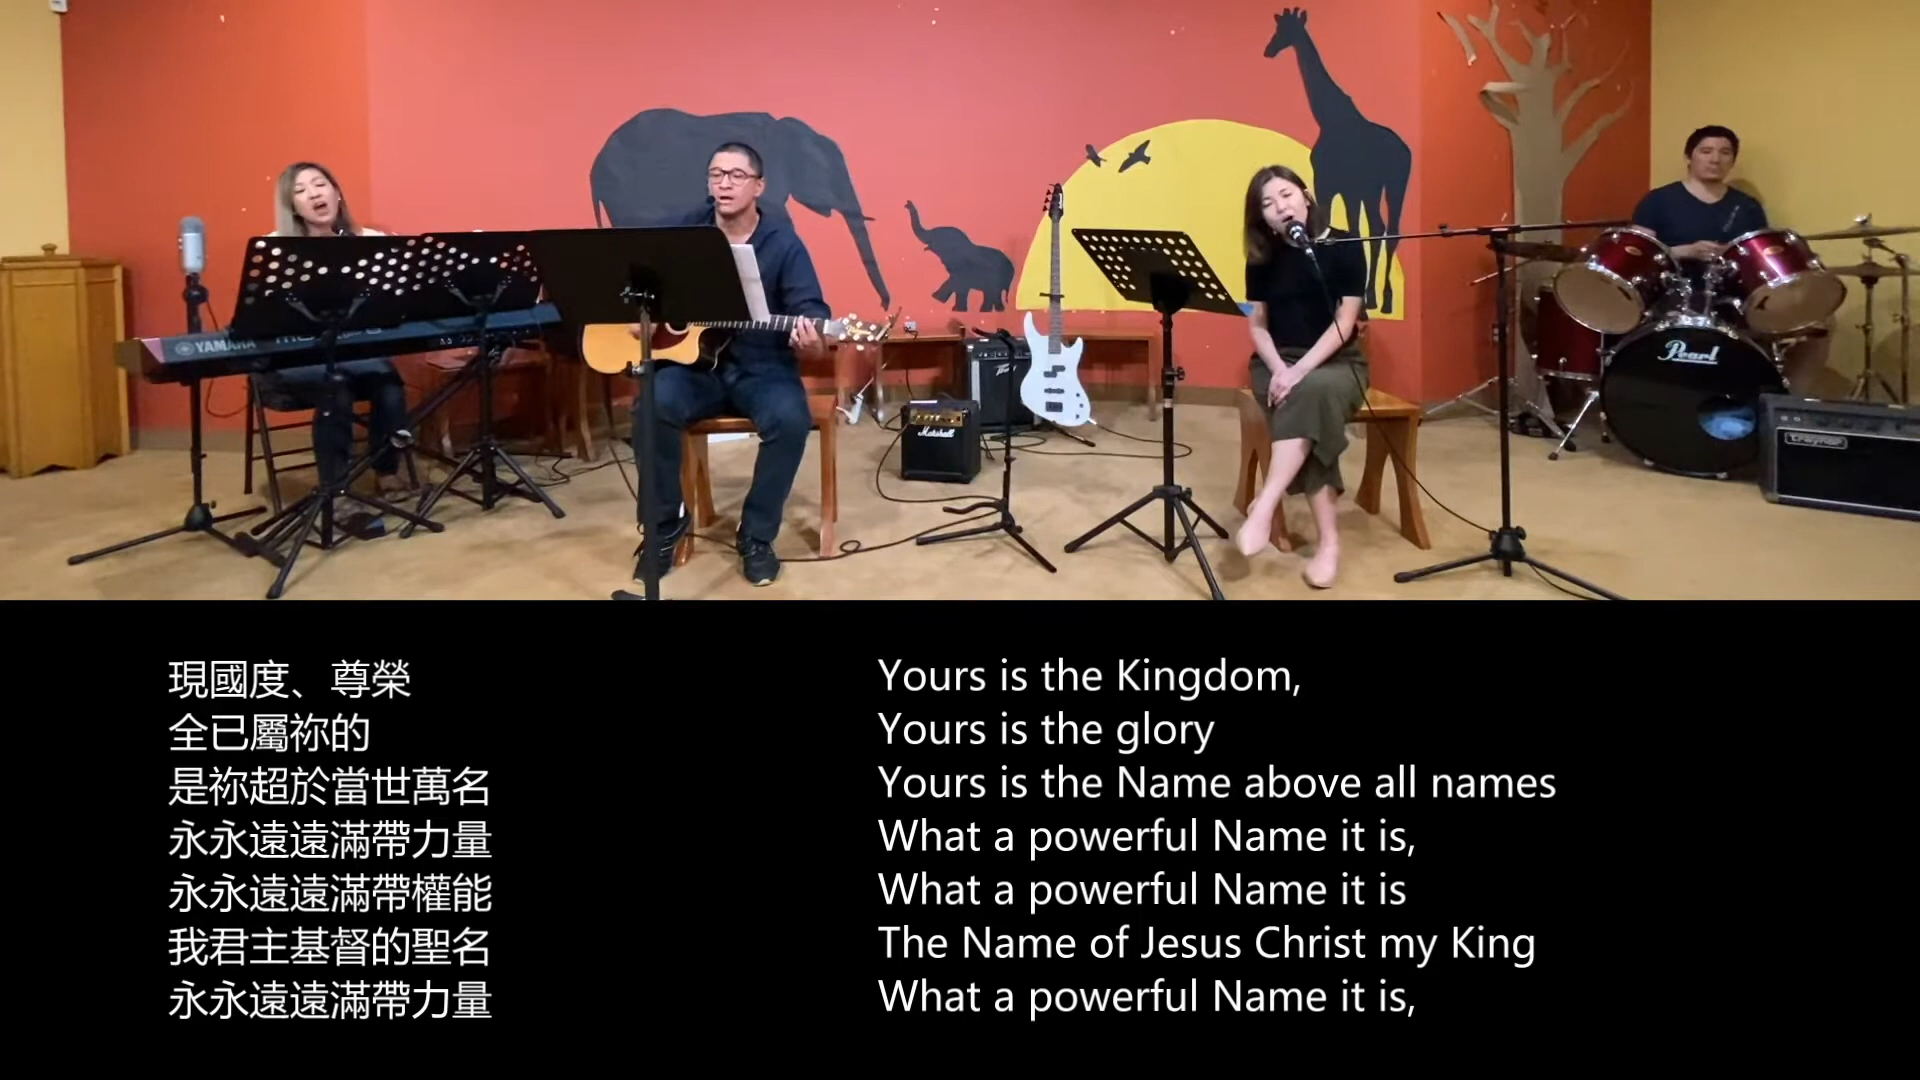 YAMAHA
Marshall
Peavey
Pearl
Traynor
現國度、尊榮
全已屬祢的
是祢超於當世萬名
永永遠遠滿帶力量
永永遠遠滿帶權能
我君主基督的聖名
永永遠遠滿帶力量
Yours is the Kingdom,
Yours is the glory
Yours is the Name above all names
What a powerful Name it is,
What a powerful Name it is
The Name of Jesus Christ my King
What a powerful Name it is,